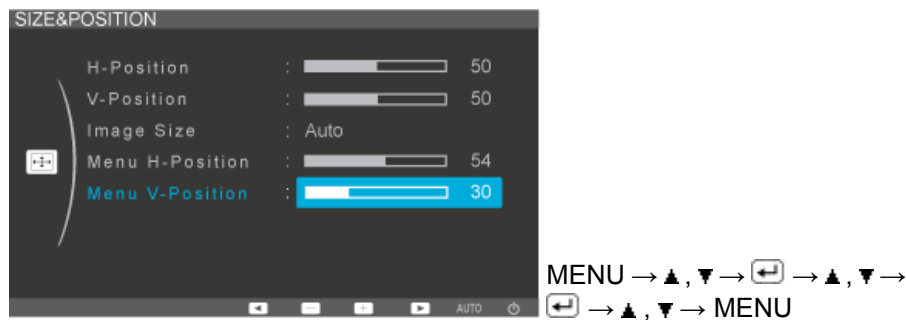 SIZE&POSITION
H-Position : 50
V-Position : 50
Image Size : Auto
Menu H-Position : 54
Menu V-Position : 30
AUTO
MENU → ▲ , ▼ → ↵ → ▲ , ▼ →
↵ → ▲ , ▼ → MENU